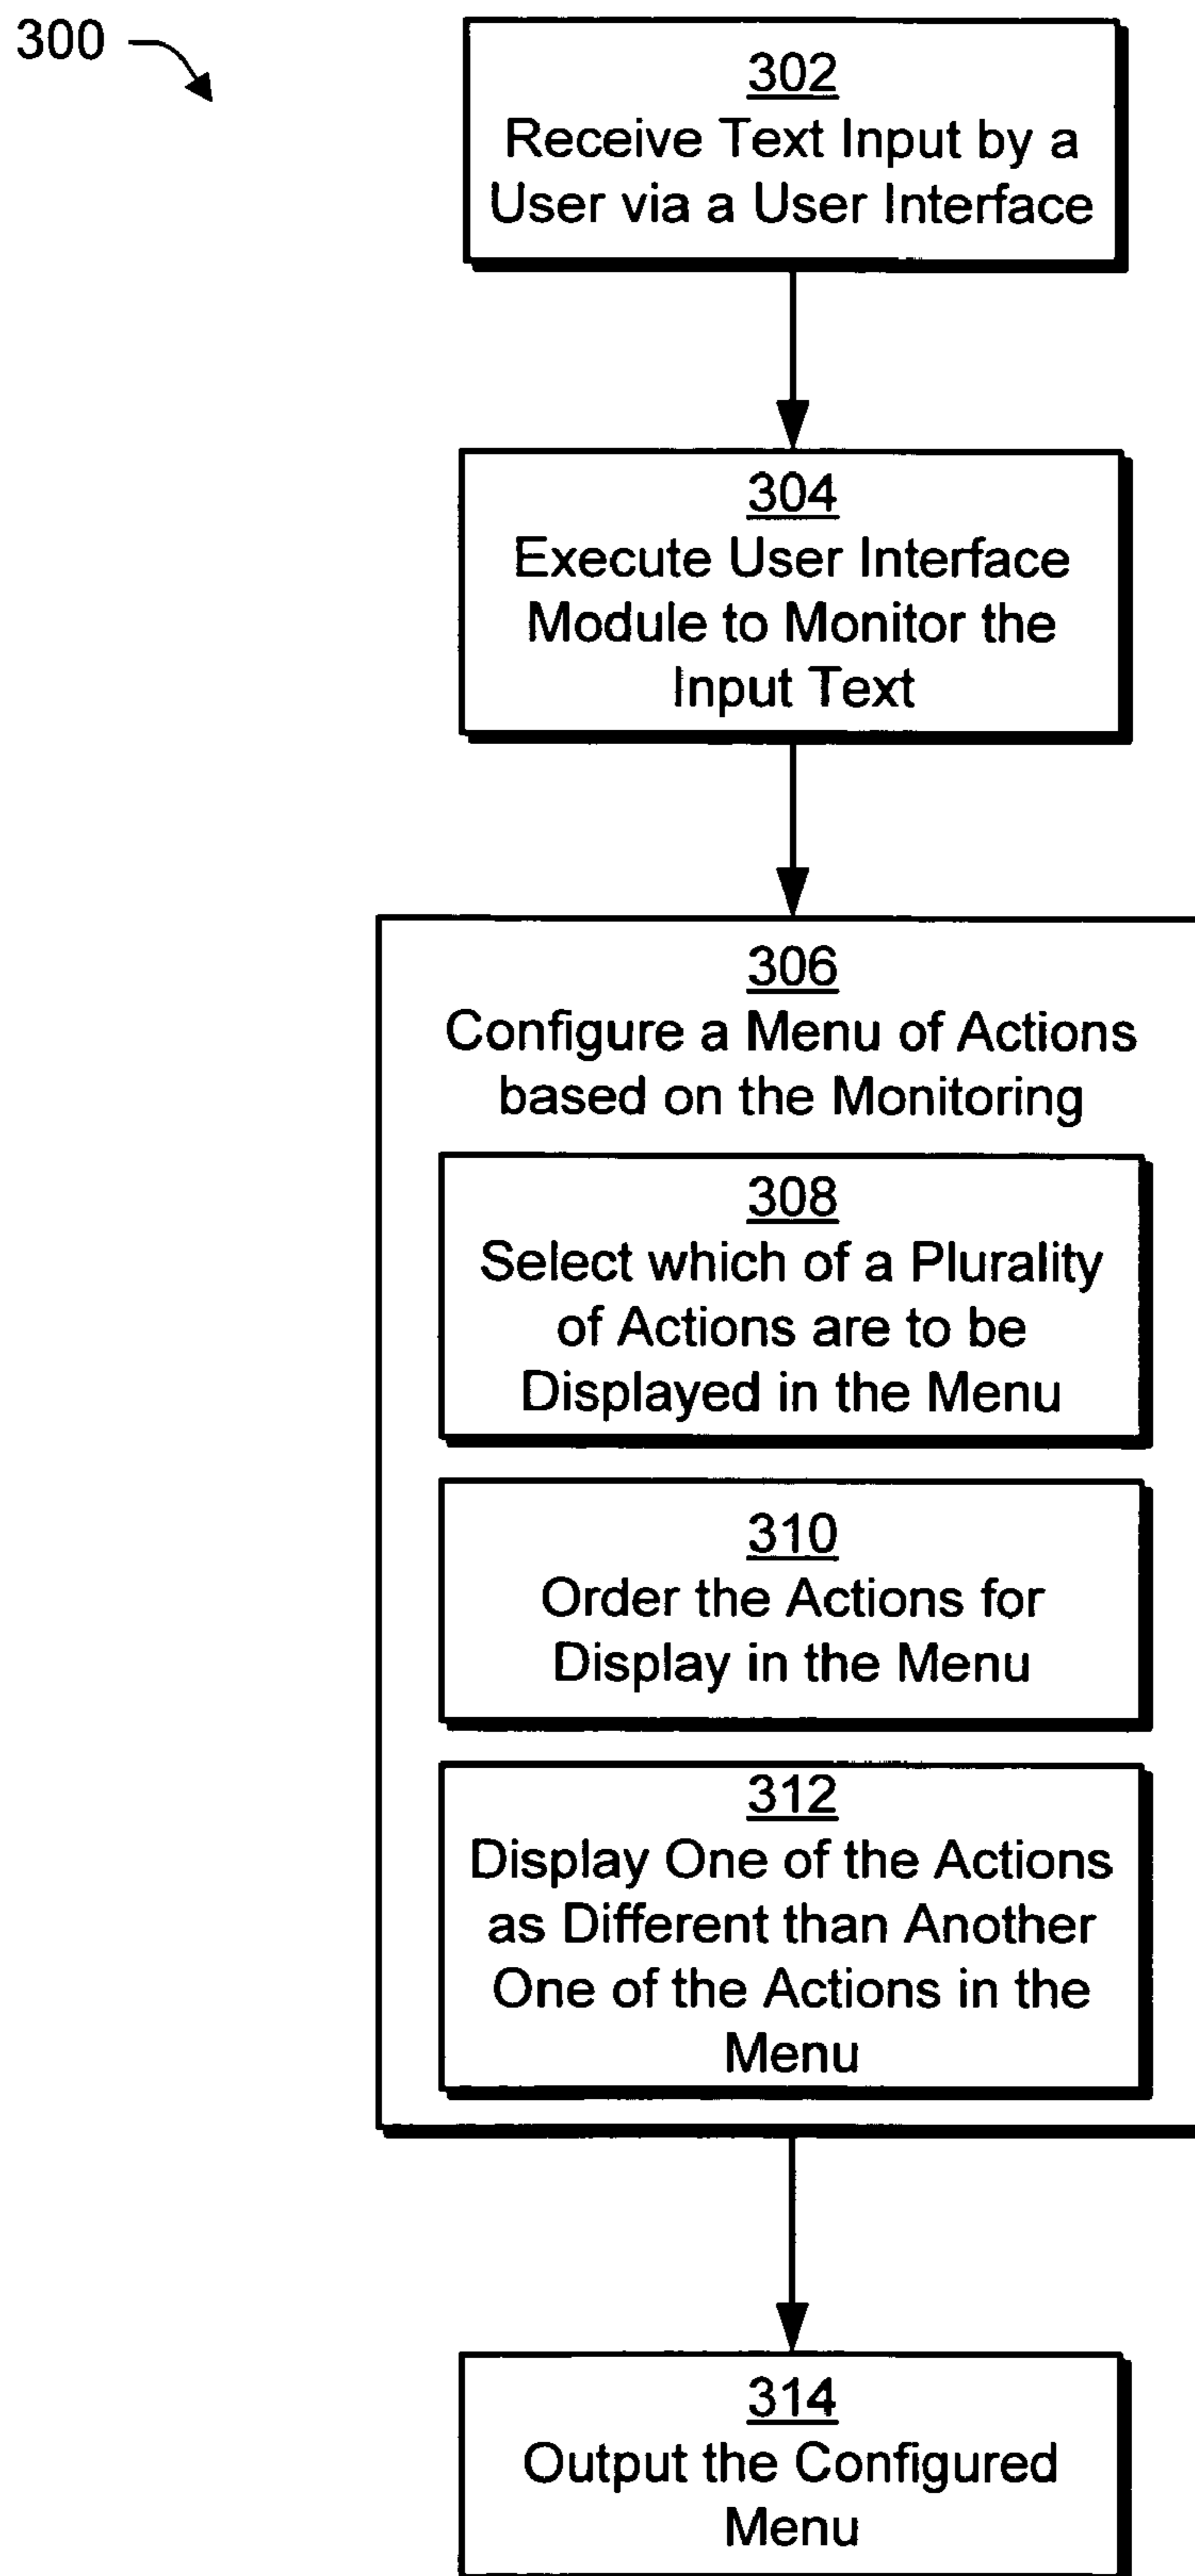 300
302
Receive Text Input by a
User via a User Interface
304
Execute User Interface
Module to Monitor the
Input Text
306
Configure a Menu of Actions
based on the Monitoring
308
Select which of a Plurality
of Actions are to be
Displayed in the Menu
310
Order the Actions for
Display in the Menu
312
Display One of the Actions
as Different than Another
One of the Actions in the
Menu
314
Output the Configured
Menu